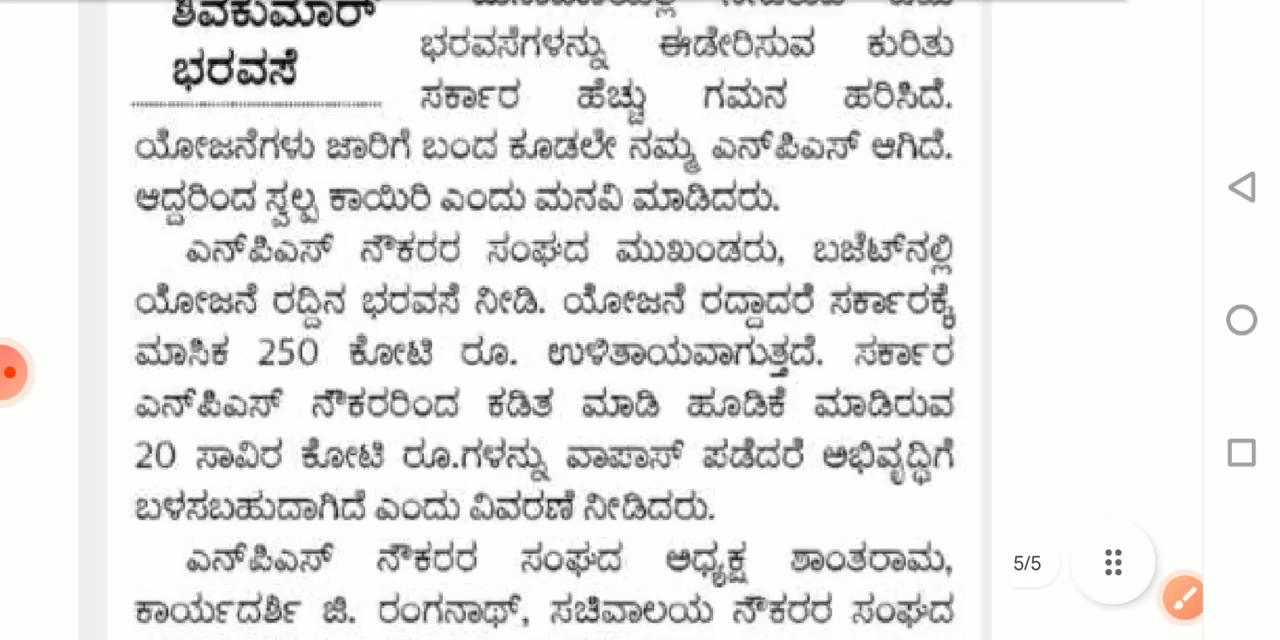 ಶಿವಕುಮಾರ್
ಭರವಸೆ
ಭರವಸೆಗಳನ್ನು ಈಡೇರಿಸುವ ಕುರಿತು
ಸರ್ಕಾರ ಹೆಚ್ಚು ಗಮನ ಹರಿಸಿದೆ.
ಯೋಜನೆಗಳು ಜಾರಿಗೆ ಬಂದ ಕೂಡಲೇ ನಮ್ಮ ಎನ್‌ಪಿಎಸ್ ಆಗಿದೆ.
ಆದ್ದರಿಂದ ಸ್ವಲ್ಪ ಕಾಯಿರಿ ಎಂದು ಮನವಿ ಮಾಡಿದರು.
ಎನ್‌ಪಿಎಸ್ ನೌಕರರ ಸಂಘದ ಮುಖಂಡರು, ಬಜೆಟ್‌ನಲ್ಲಿ
ಯೋಜನೆ ರದ್ದಿನ ಭರವಸೆ ನೀಡಿ. ಯೋಜನೆ ರದ್ದಾದರೆ ಸರ್ಕಾರಕ್ಕೆ
ಮಾಸಿಕ 250 ಕೋಟಿ ರೂ. ಉಳಿತಾಯವಾಗುತ್ತದೆ. ಸರ್ಕಾರ
ಎನ್‌ಪಿಎಸ್ ನೌಕರರಿಂದ ಕಡಿತ ಮಾಡಿ ಹೂಡಿಕೆ ಮಾಡಿರುವ
20 ಸಾವಿರ ಕೋಟಿ ರೂ.ಗಳನ್ನು ವಾಪಾಸ್ ಪಡೆದರೆ ಅಭಿವೃದ್ಧಿಗೆ
ಬಳಸಬಹುದಾಗಿದೆ ಎಂದು ವಿವರಣೆ ನೀಡಿದರು.
ಎನ್‌ಪಿಎಸ್ ನೌಕರರ ಸಂಘದ ಅಧ್ಯಕ್ಷ ಶಾಂತರಾಮ,
ಕಾರ್ಯದರ್ಶಿ ಜಿ. ರಂಗನಾಥ್, ಸಚಿವಾಲಯ ನೌಕರರ ಸಂಘದ
5/5